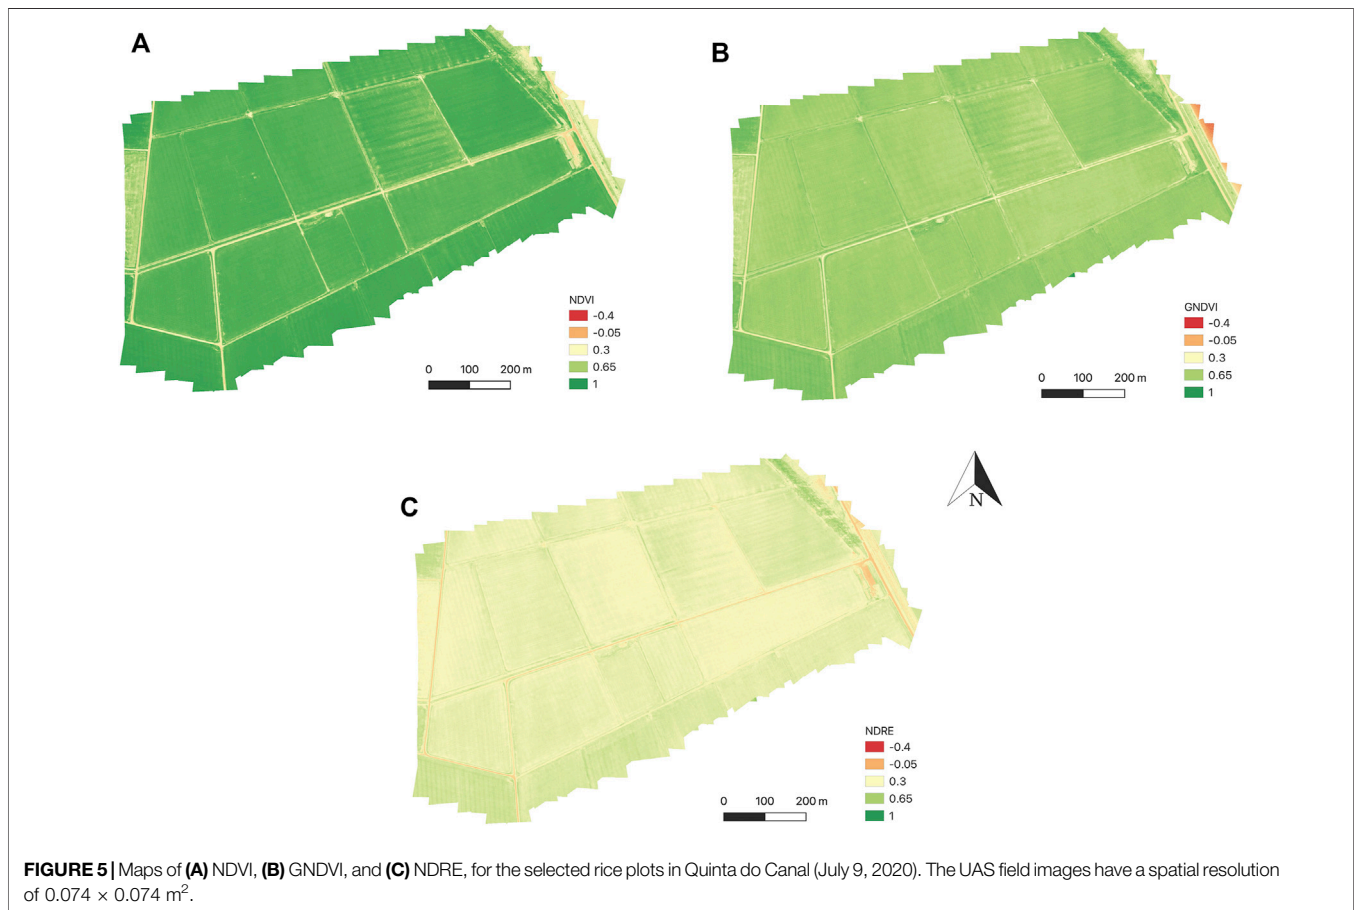 A
NDVI
-0.4
-0.05
0.3
0.65
1
0 100 200 m
B
GNDVI
-0.4
-0.05
0.3
0.65
1
0 100 200 m
C
N
NDRE
-0.4
-0.05
0.3
0.65
1
0 100 200 m
FIGURE 5 | Maps of (A) NDVI, (B) GNDVI, and (C) NDRE, for the selected rice plots in Quinta do Canal (July 9, 2020). The UAS field images have a spatial resolution
of 0.074 × 0.074 m².